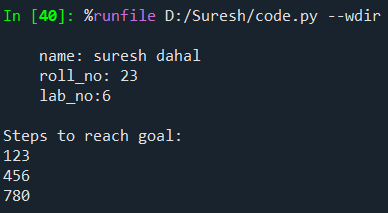 In [40]: %runfile D:/Suresh/code.py --wdir
name: suresh dahal
roll_no: 23
lab_no:6
Steps to reach goal:
123
456
780